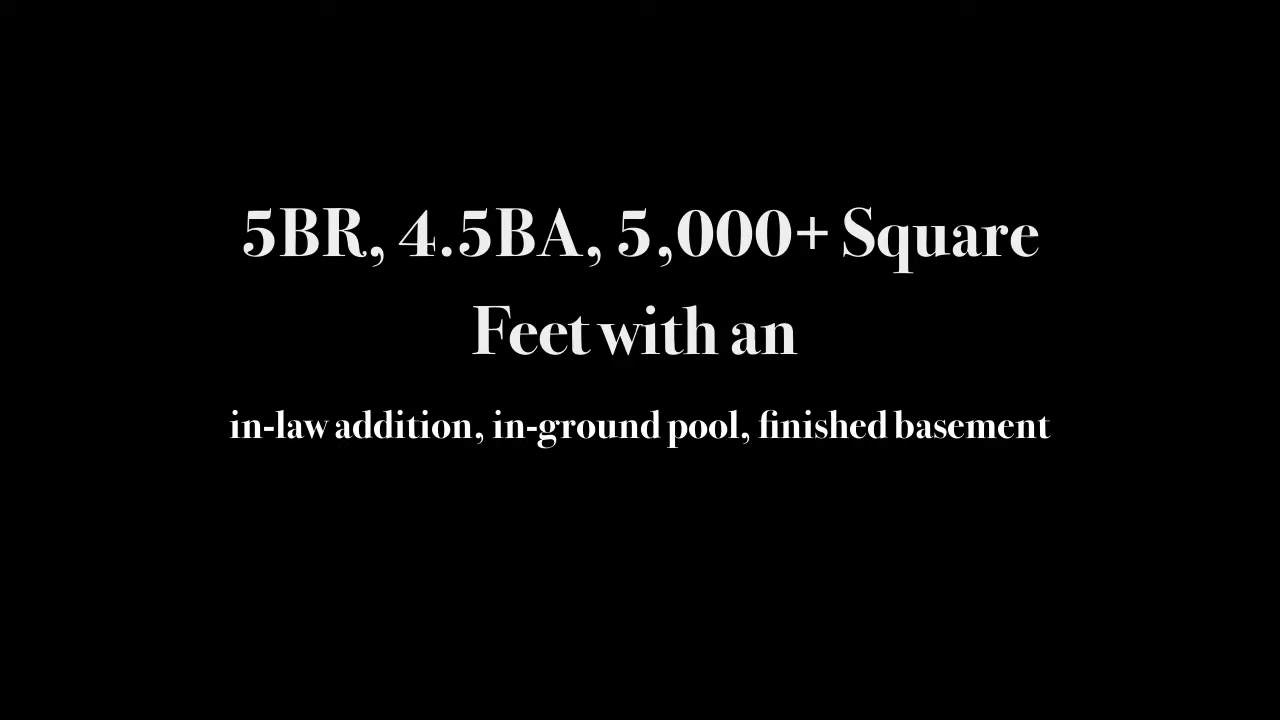 5BR, 4.5BA, 5,000+ Square
Feet with an
in-law addition, in-ground pool, finished basement